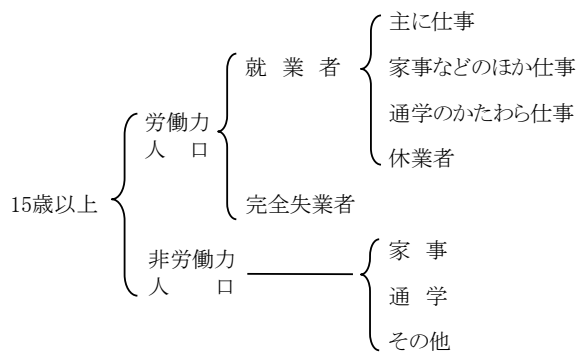 主に仕事
就 業 者
家事などのほか仕事
通学のかたわら仕事
労働力
人　口
休業者
15歳以上
完全失業者
非労働力
人　　口
家 事
通 学
その他